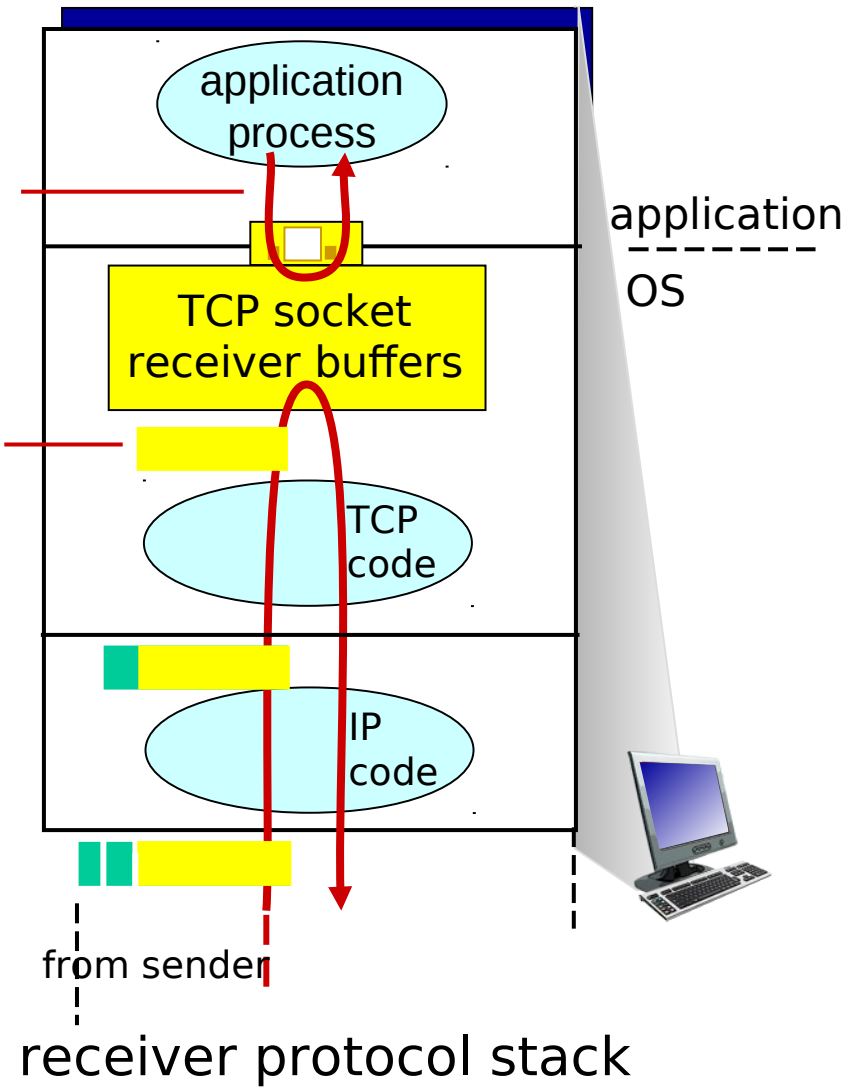 application
process
application
OS
TCP socket
receiver buffers
TCP
code
IP
code
from sender
receiver protocol stack